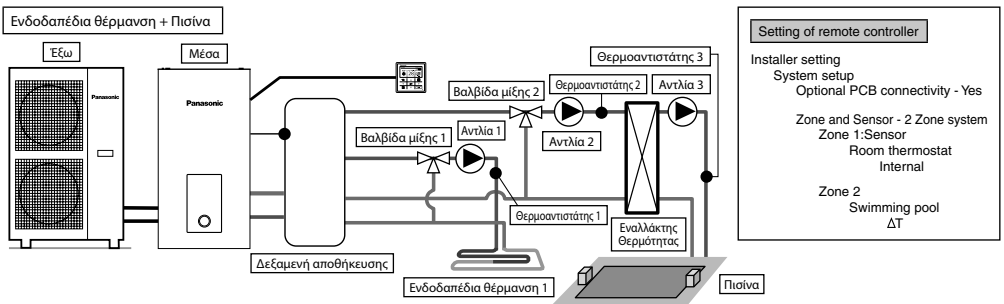 Ενδοδαπέδια θέρμανση + Πισίνα
Έξω
Μέσα
Panasonic
Panasonic
Βαλβίδα μίξης 1
Αντλία 1
Βαλβίδα μίξης 2
Θερμοαντιστάτης 2
Αντλία 2
Θερμοαντιστάτης 3
Αντλία 3
Θερμοαντιστάτης 1
Εναλλάκτης
Θερμότητας
Δεξαμενή αποθήκευσης
Ενδοδαπέδια θέρμανση 1
Πισίνα
Setting of remote controller
Installer setting
System setup
Optional PCB connectivity - Yes
Zone and Sensor - 2 Zone system
Zone 1:Sensor
Room thermostat
Internal
Zone 2
Swimming pool
ΔT